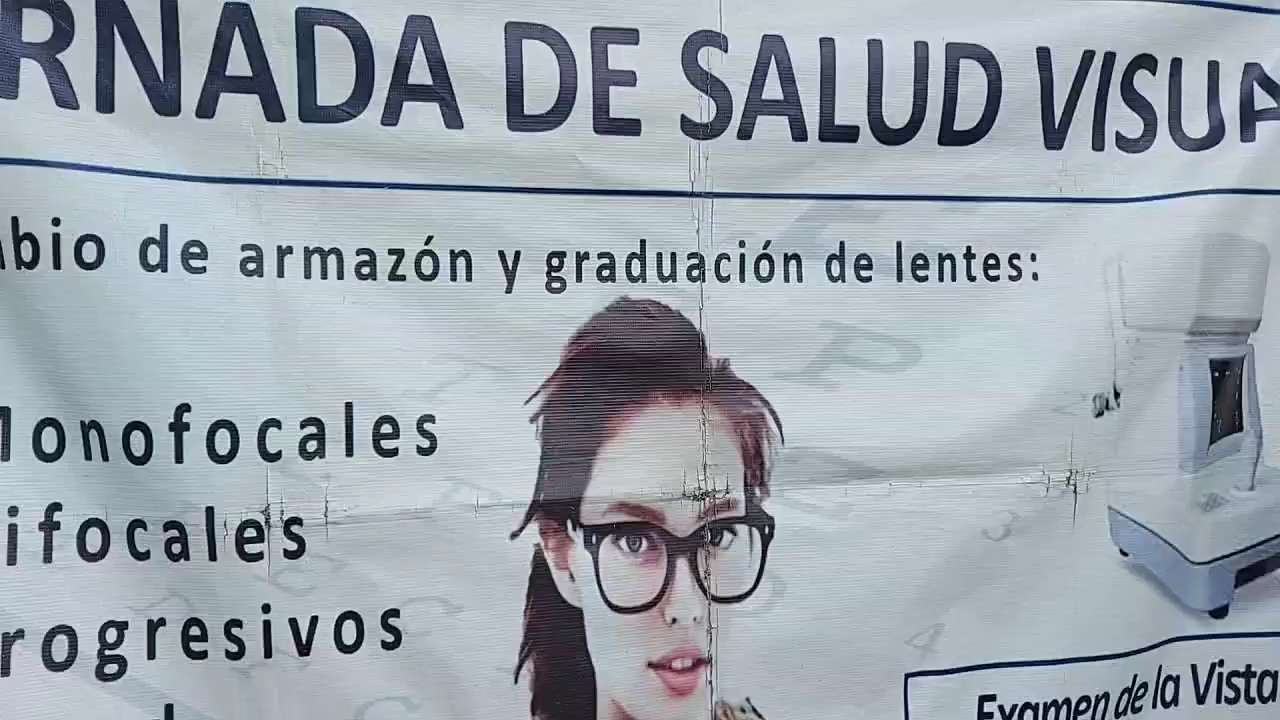 RNADA DE SALUD VISUA
bio de armazón y graduación de lentes:
onofocales
ifocales
rogresivos
Examen de la Vista